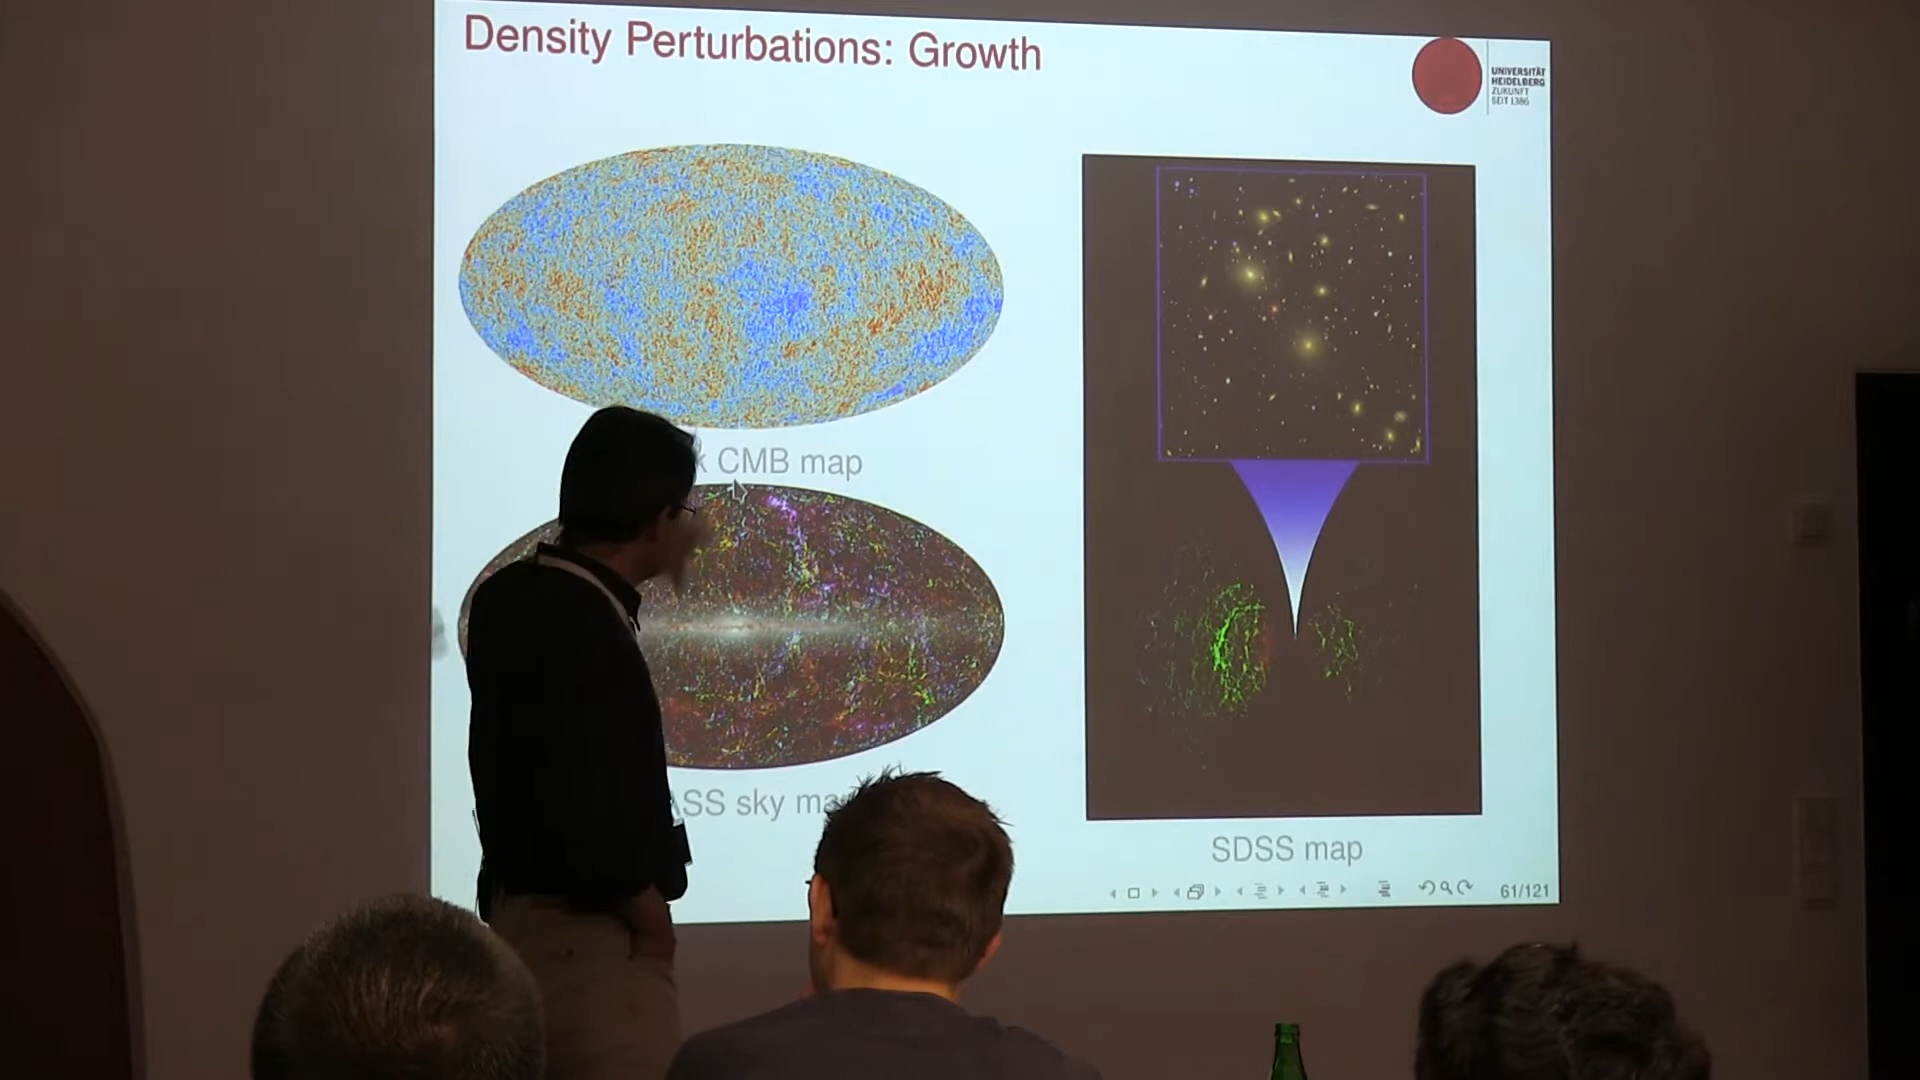 Density Perturbations: Growth
UNIVERSITÄT
HEIDELBERG
ZUKUNFT
SEIT 1386
CMB map
sky
SDSS map
61/121